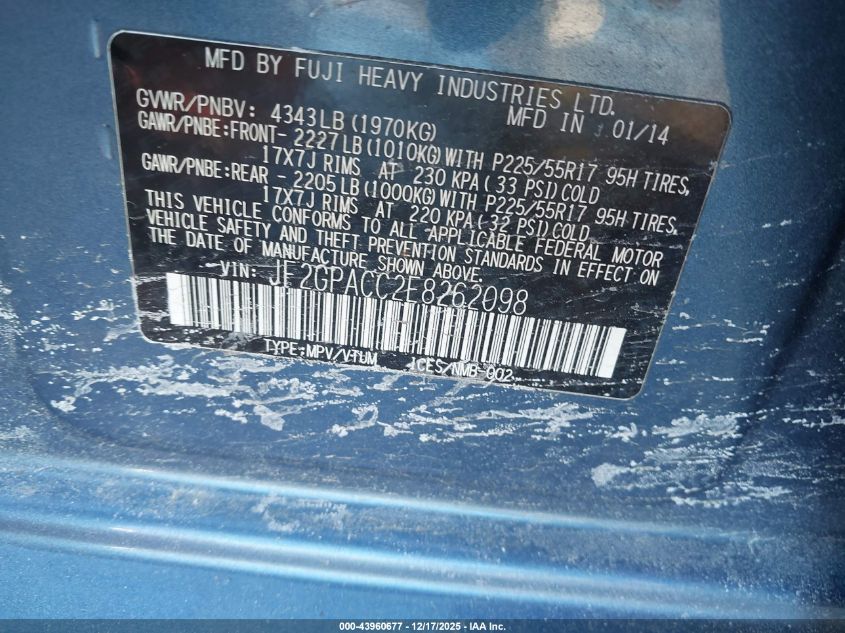 MFD BY FUJI HEAVY INDUSTRIES LTD.
GVWR/PNBV: 4343LB(1970KG) MFD IN 01/14
GAWR/PNBE:FRONT- 2227LB(1010KG)WITH P225/55R17 95H TIRES,
17X7J RIMS AT 230 KPA( 33 PSI)COLD
GAWR/PNBE:REAR - 2205LB(1000KG)WITH P225/55R17 95H TIRES,
17X7J RIMS AT 220 KPA( 32 PSI)COLD.
THIS VEHICLE CONFORMS TO ALL APPLICABLE FEDERAL MOTOR
VEHICLE SAFETY AND THEFT PREVENTION STANDARDS IN EFFECT ON
THE DATE OF MANUFACTURE SHOWN ABOVE.
VIN: JF2GPACC2E8262098
TYPE:MPV/VTUM ICES/NMB-002
000-43960677 - 12/17/2025 - IAA Inc.